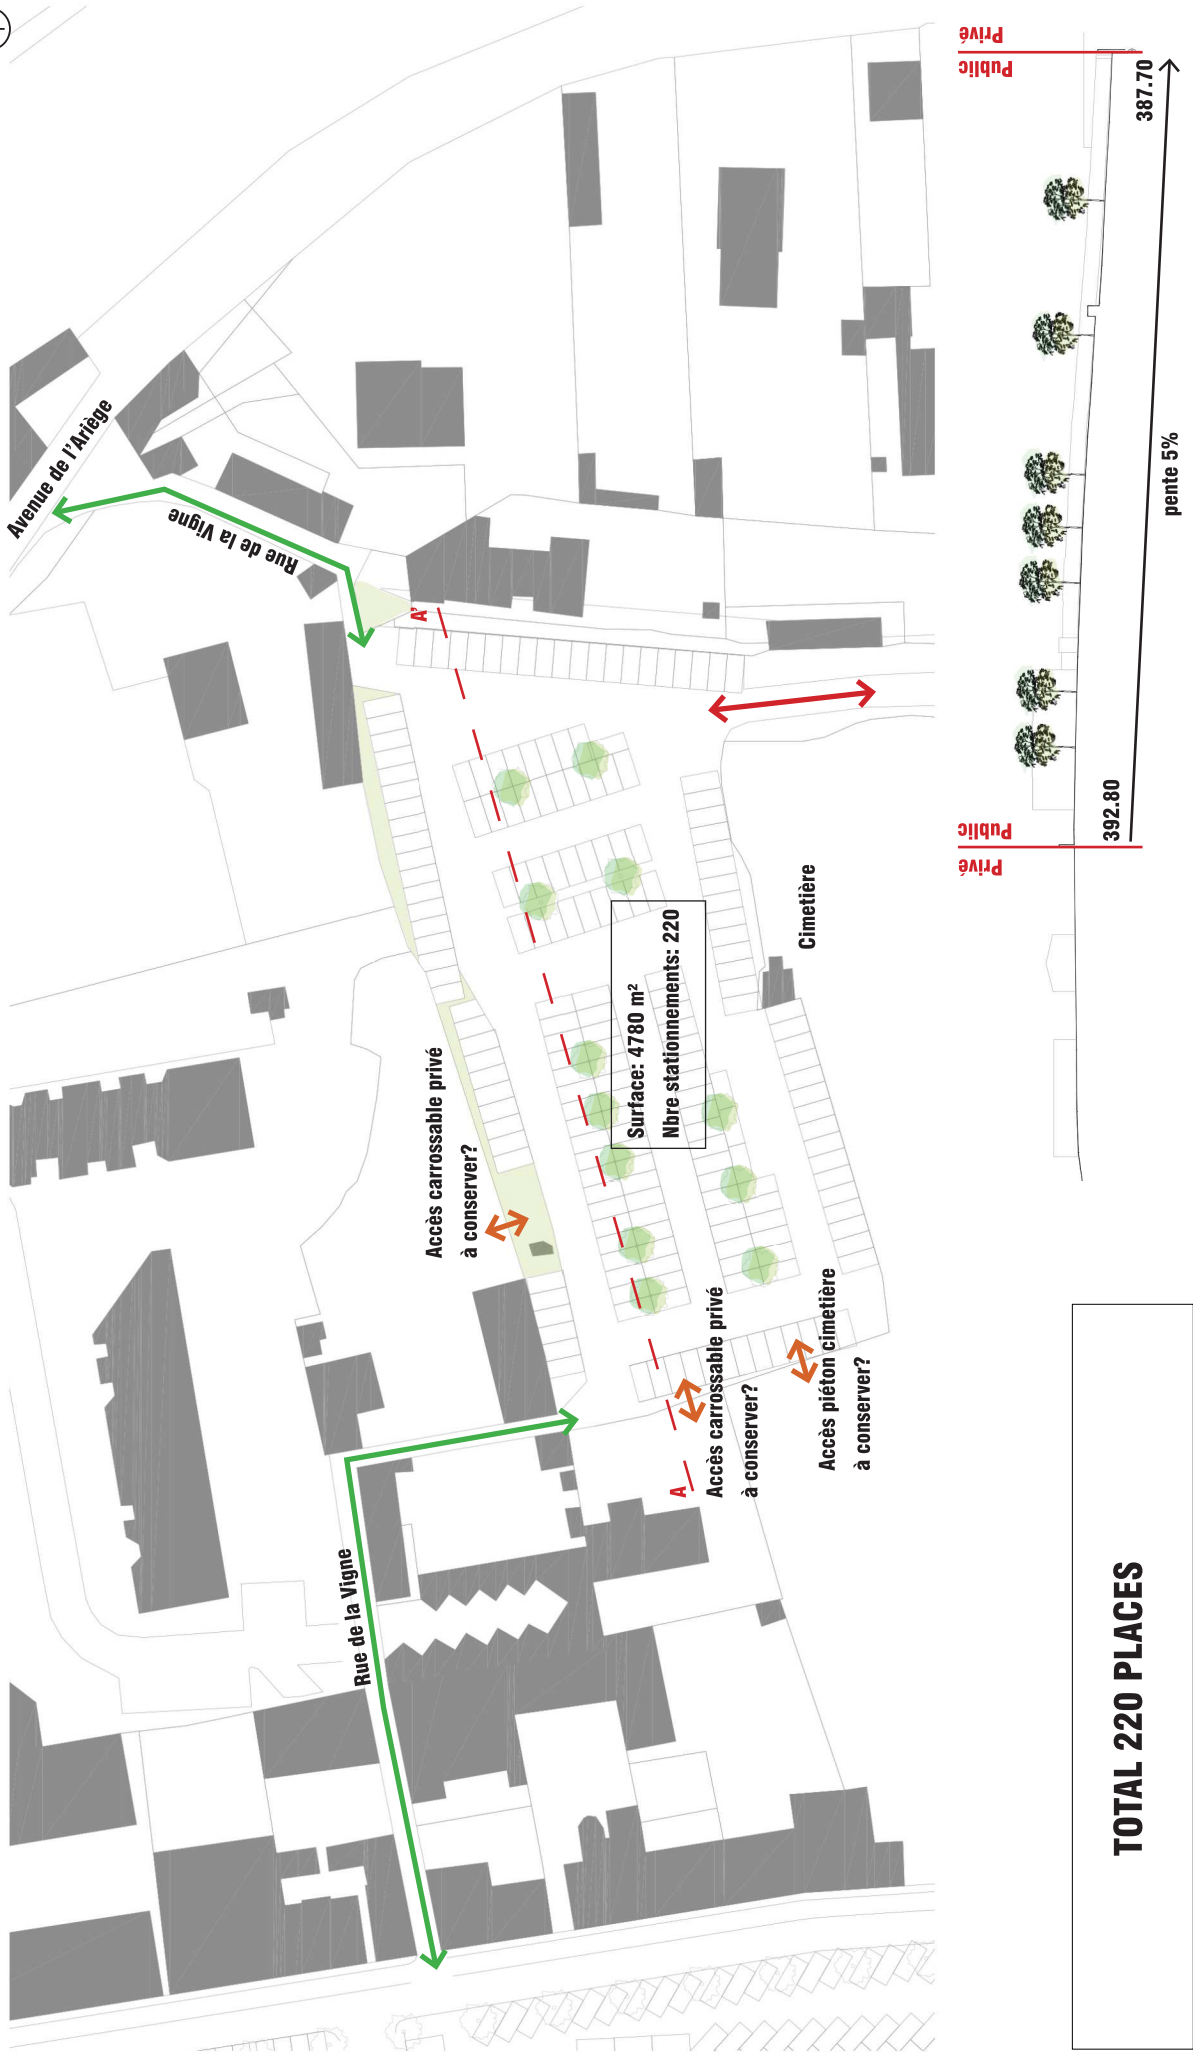 Avenue de l'Ariège
Rue de la Vigne
A'
Accès carrossable privé
à conserver?
Surface: 4780 m²
Nbre stationnements: 220
Cimetière
Rue de la Vigne
A
Accès carrossable privé
à conserver?
Accès piéton cimetière
à conserver?
Privé
Public
392.80
pente 5%
387.70
Public
Privé
TOTAL 220 PLACES